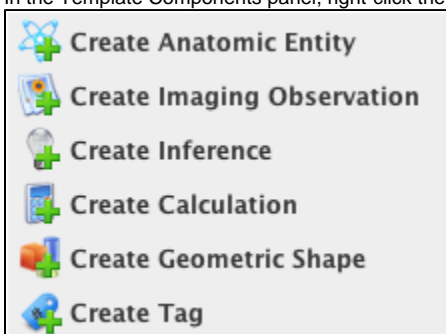 In the Template Components panel, right-click the
Create Anatomic Entity
Create Imaging Observation
Create Inference
Create Calculation
Create Geometric Shape
Create Tag